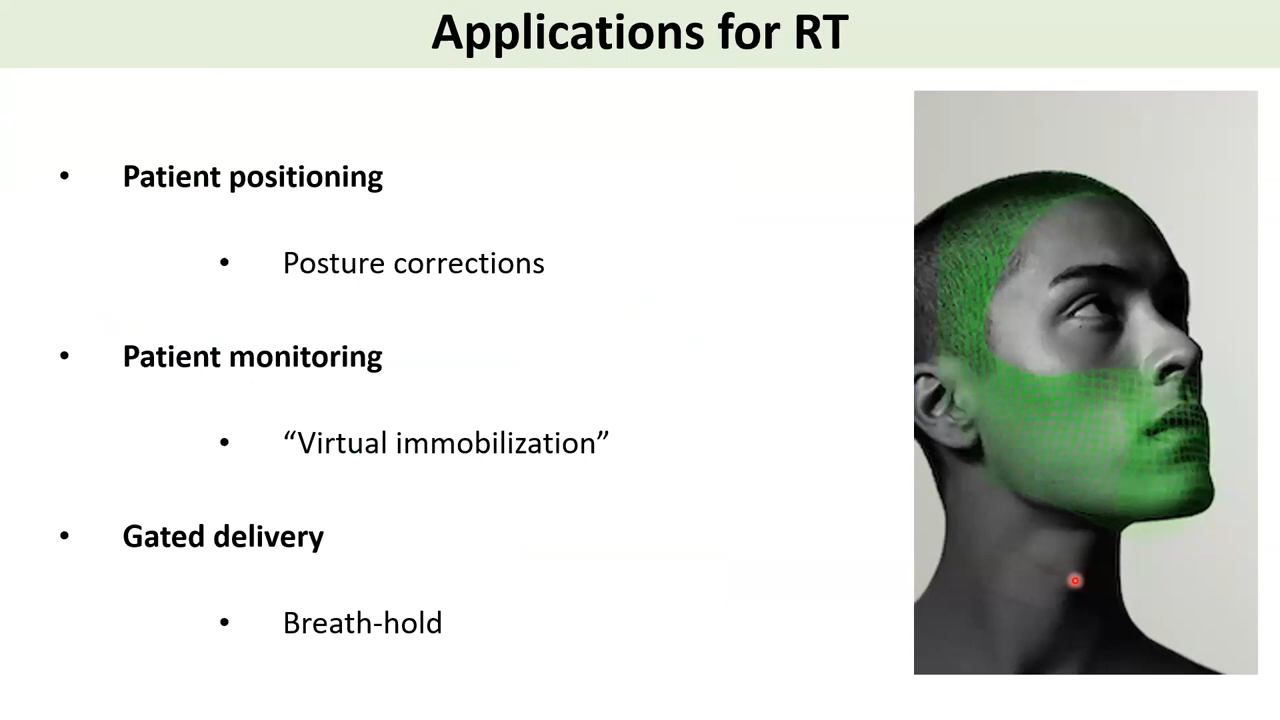 Applications for RT
• Patient positioning
• Posture corrections
• Patient monitoring
• “Virtual immobilization”
• Gated delivery
• Breath-hold